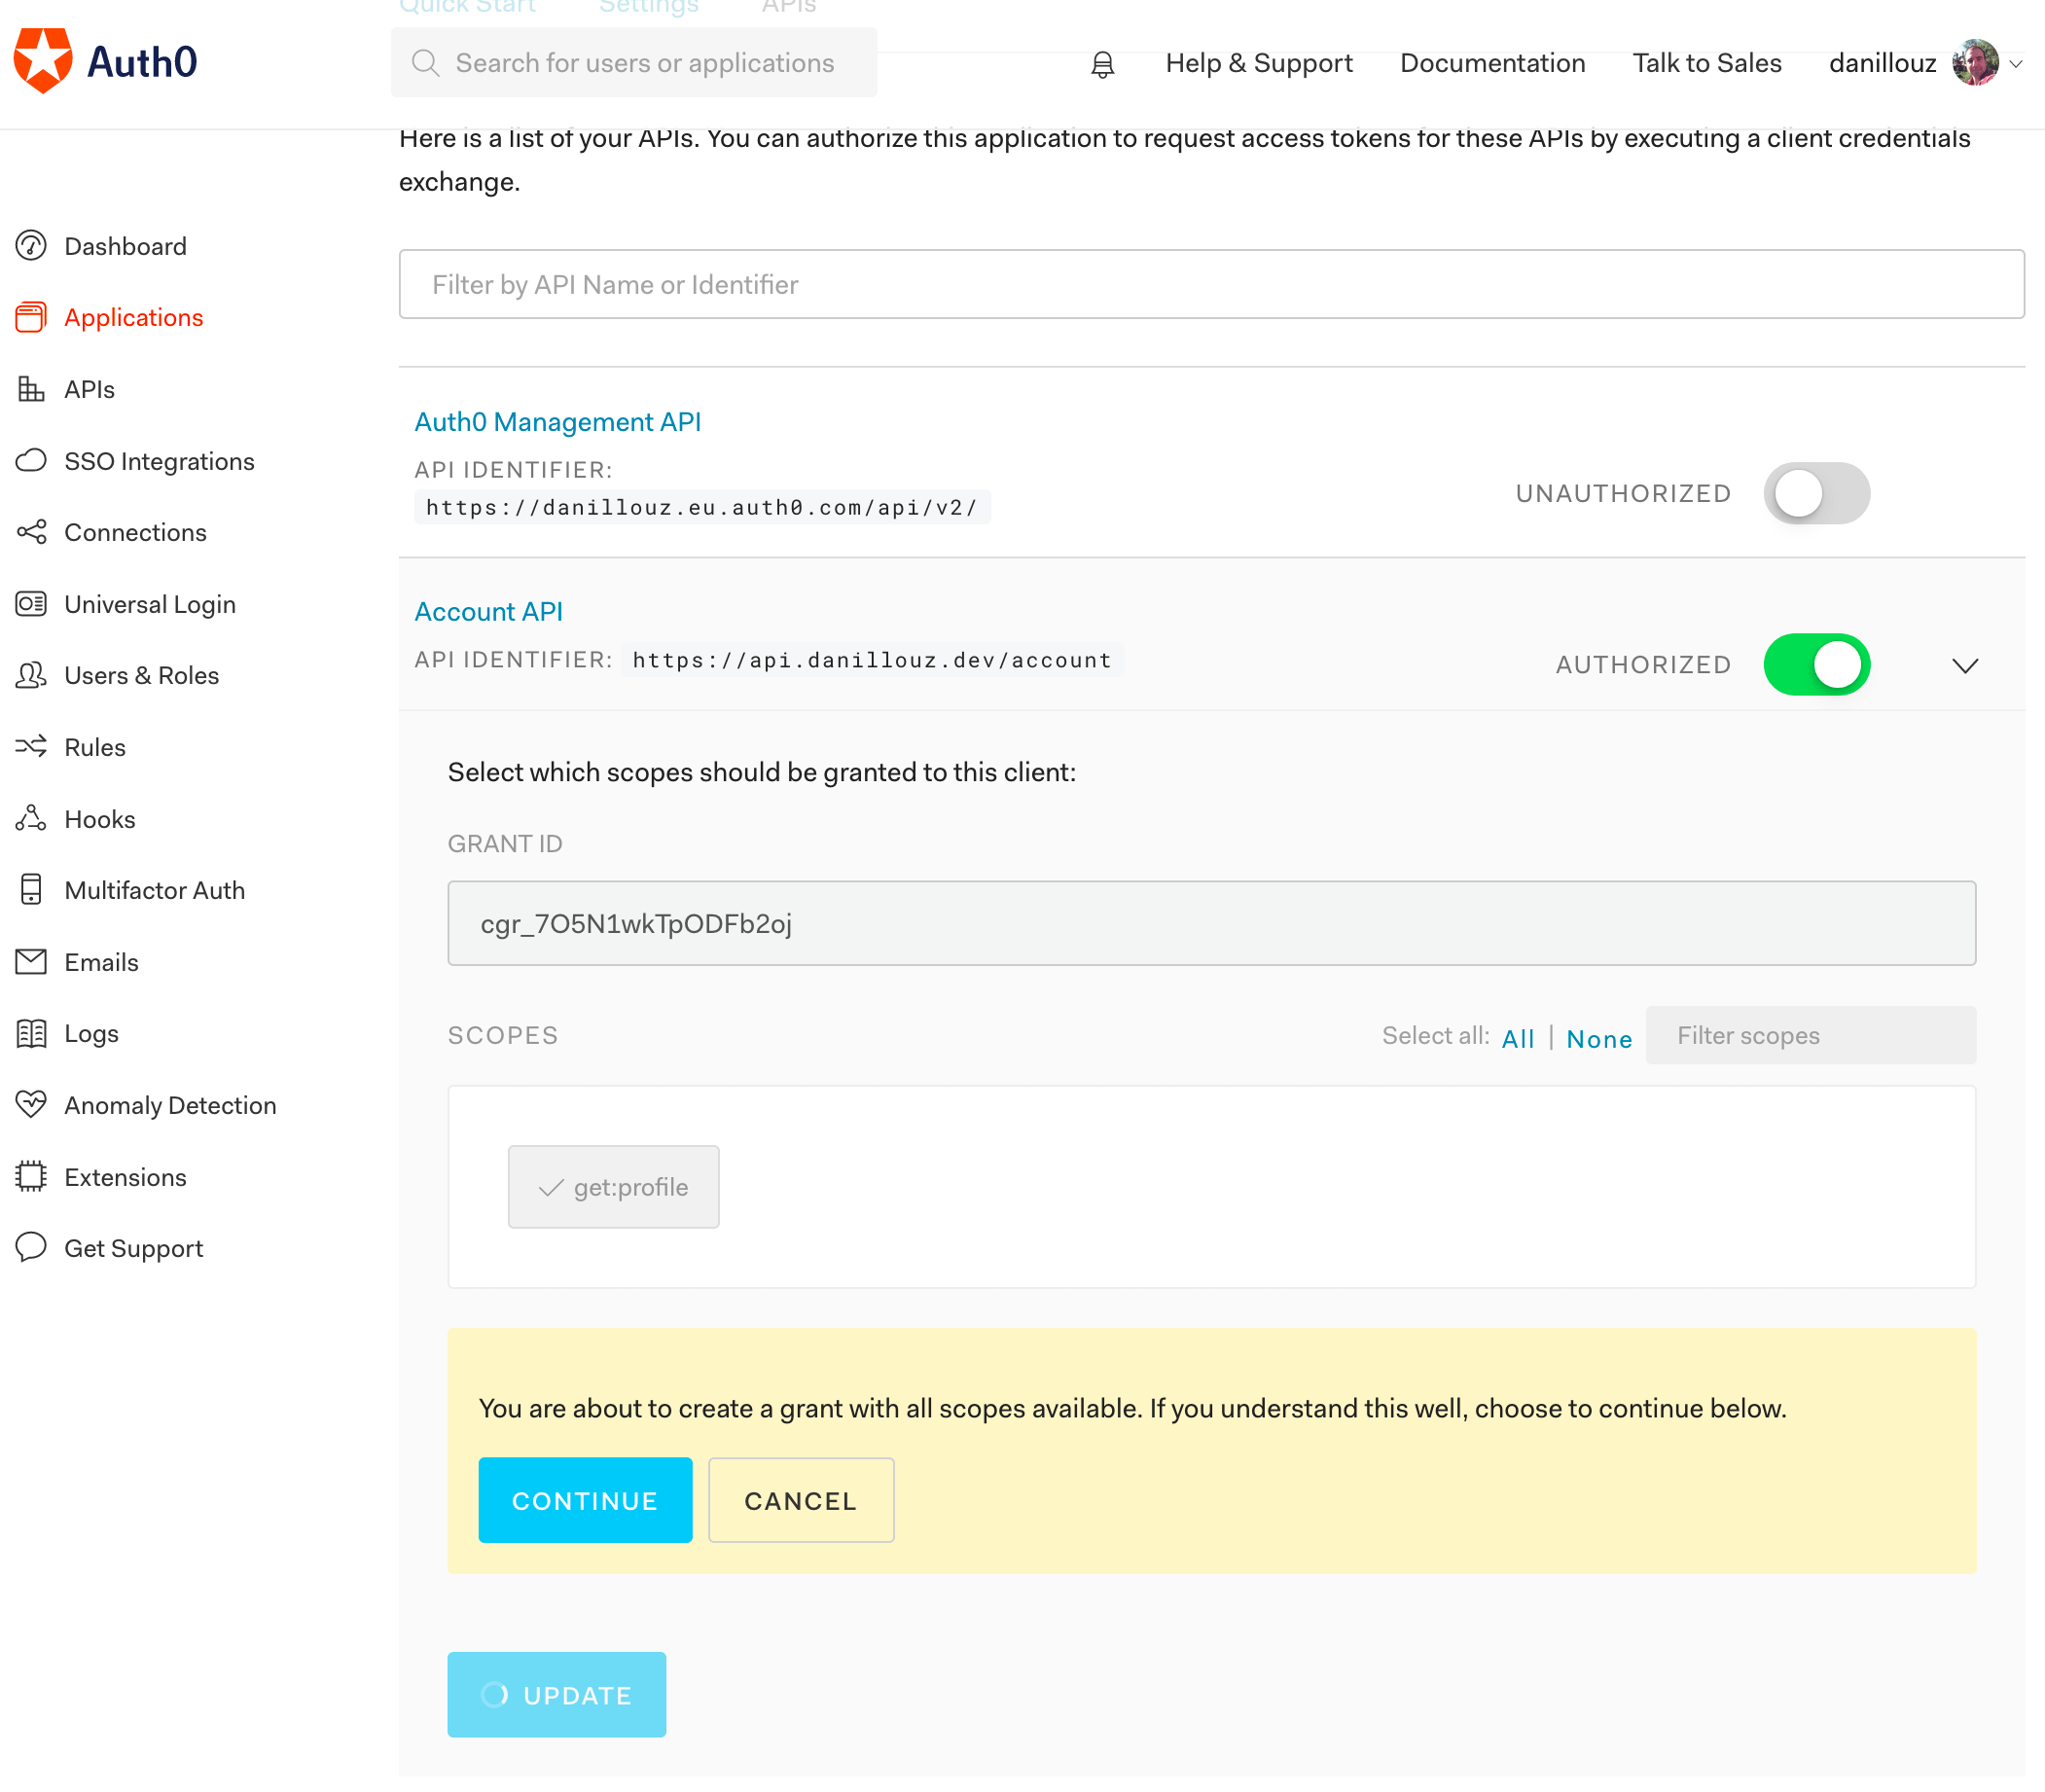 Quick Start Settings APIs
Auth0
Search for users or applications
Help & Support Documentation Talk to Sales danillouz
Here is a list of your APIs. You can authorize this application to request access tokens for these APIs by executing a client credentials
exchange.
Dashboard
Applications
APIs
SSO Integrations
Connections
Universal Login
Users & Roles
Rules
Hooks
Multifactor Auth
Emails
Logs
Anomaly Detection
Extensions
Get Support
Filter by API Name or Identifier
Auth0 Management API
API IDENTIFIER:
https://danillouz.eu.auth0.com/api/v2/
UNAUTHORIZED
Account API
API IDENTIFIER: https://api.danillouz.dev/account
AUTHORIZED
Select which scopes should be granted to this client:
GRANT ID
cgr_7O5N1wkTpODFb2oj
SCOPES
Select all: All | None
Filter scopes
get:profile
You are about to create a grant with all scopes available. If you understand this well, choose to continue below.
CONTINUE CANCEL
UPDATE